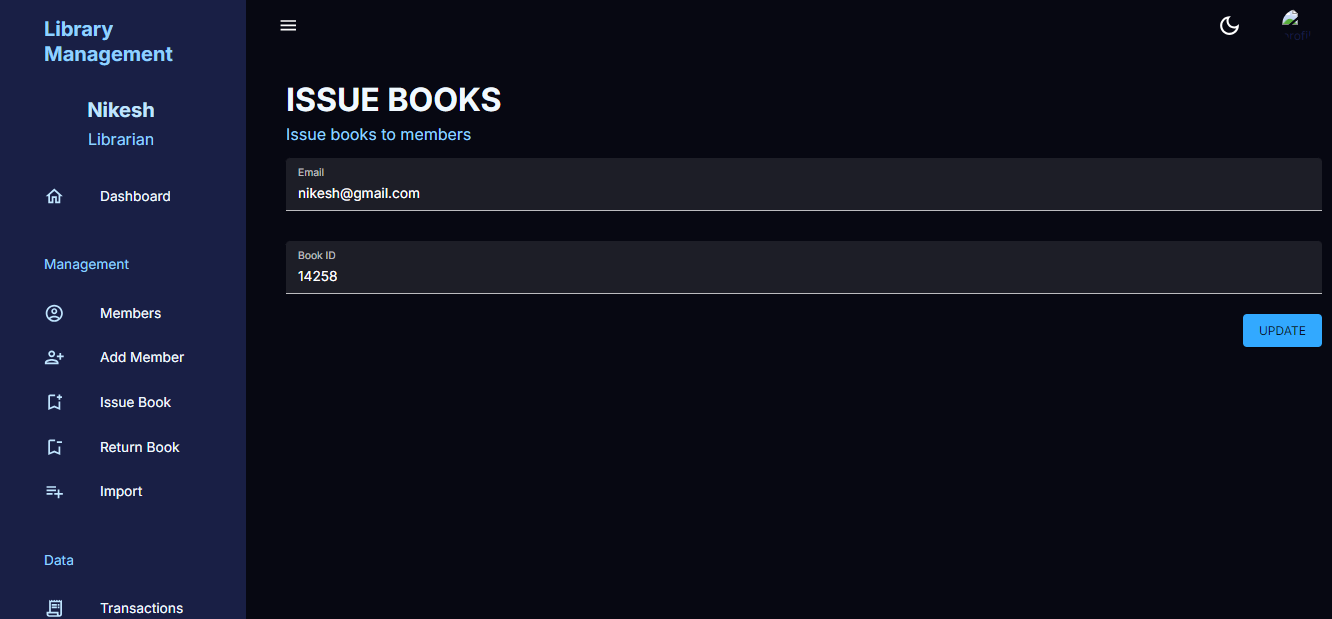 Library
Management
Nikesh
Librarian
Dashboard
Management
Members
Add Member
Issue Book
Return Book
Import
Data
Transactions
ISSUE BOOKS
Issue books to members
Email
nikesh@gmail.com
Book ID
14258
UPDATE